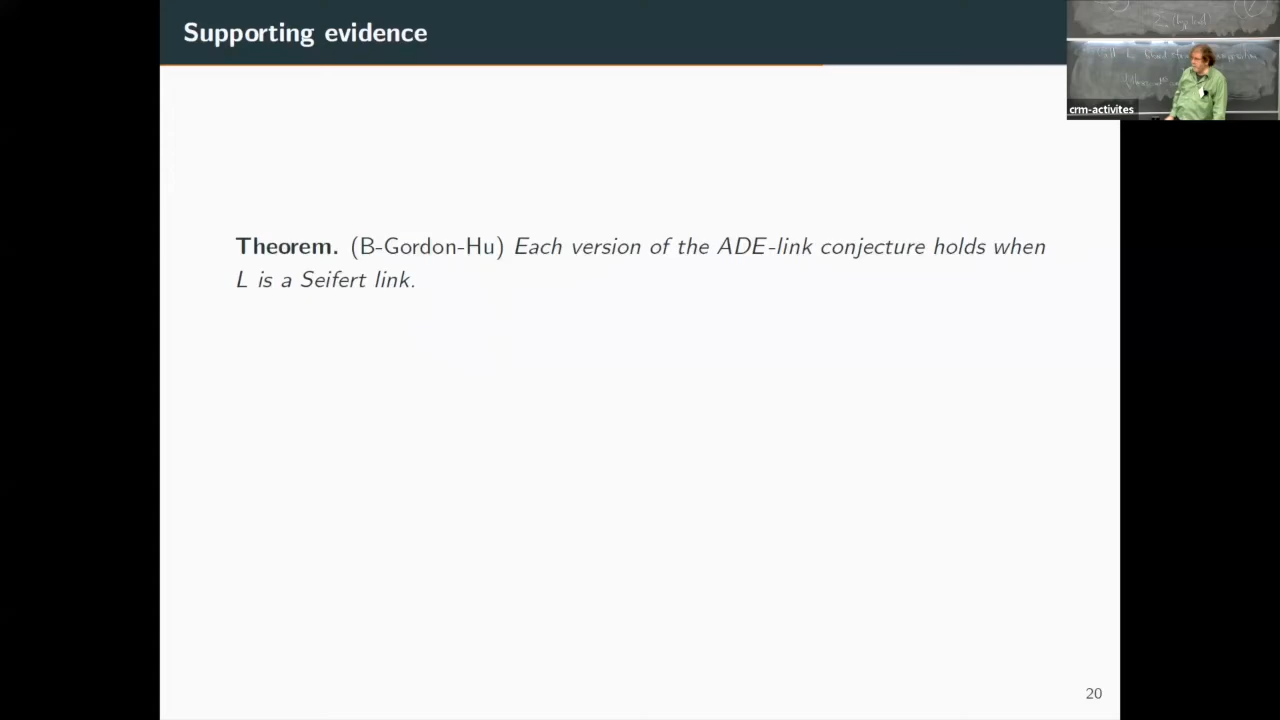 Supporting evidence
crm-activites
Theorem. (B-Gordon-Hu) Each version of the ADE-link conjecture holds when
L is a Seifert link.
20